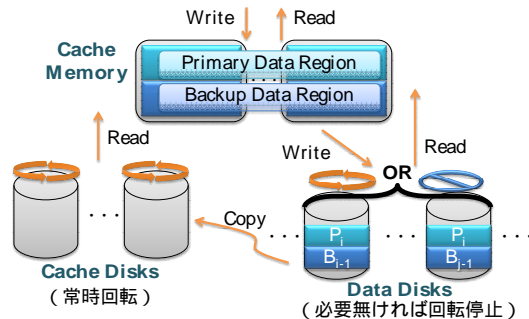 Write
Read
Cache
Memory
Primary Data Region
Backup Data Region
Read
Write
Read
OR
Copy
Pi
Bi-1
Pi
Bj-1
Cache Disks
(常時回転)
Data Disks
(必要無ければ回転停止)